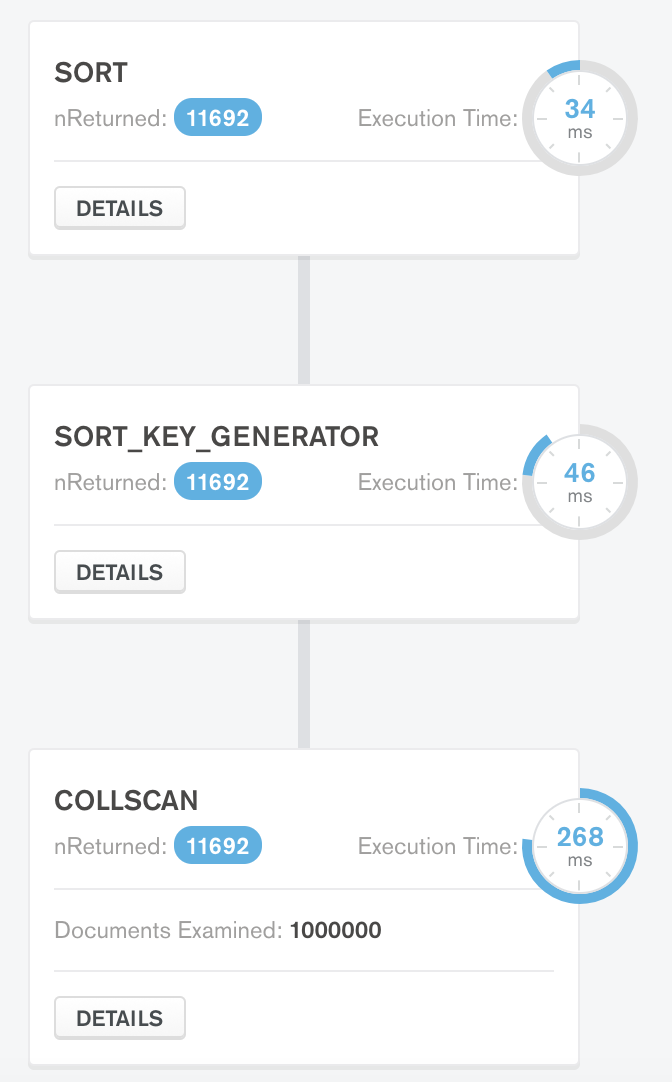 SORT
nReturned: 11692 Execution Time: 34 ms
DETAILS
SORT_KEY_GENERATOR
nReturned: 11692 Execution Time: 46 ms
DETAILS
COLLSCAN
nReturned: 11692 Execution Time: 268 ms
Documents Examined: 1000000
DETAILS